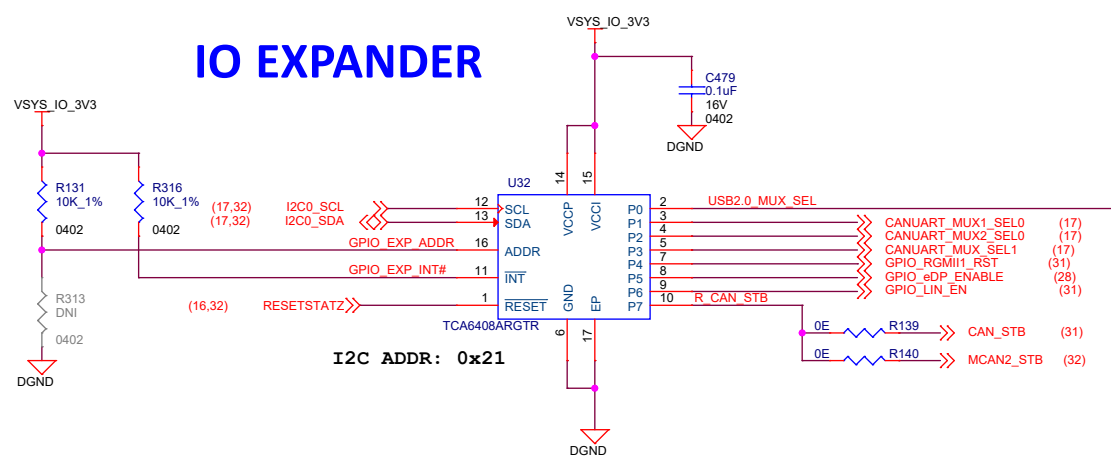 VSYS_IO_3V3
IO EXPANDER
C479
0.1uF
16V
0402
DGND
VSYS_IO_3V3
R131
10K_1%
0402
R316
10K_1%
0402
(17,32) I2C0_SCL
(17,32) I2C0_SDA
GPIO_EXP_ADDR
GPIO_EXP_INT#
(16,32) RESETSTATZ
R313
DNI
0402
DGND
U32
14 15
VCCP VCCI
12 SCL
13 SDA
16 ADDR
11 INT
1 RESET
GND EP
6 17
TCA6408ARGTR
I2C ADDR: 0x21
DGND
P0 2 USB2.0_MUX_SEL
P1 3 CANUART_MUX1_SEL0 (17)
P2 4 CANUART_MUX2_SEL0 (17)
P3 5 CANUART_MUX_SEL1 (17)
P4 7 GPIO_RGMII1_RST (31)
P5 8 GPIO_eDP_ENABLE (28)
P6 9 GPIO_LIN_EN (31)
P7 10 R_CAN_STB
0E R139 CAN_STB (31)
0E R140 MCAN2_STB (32)